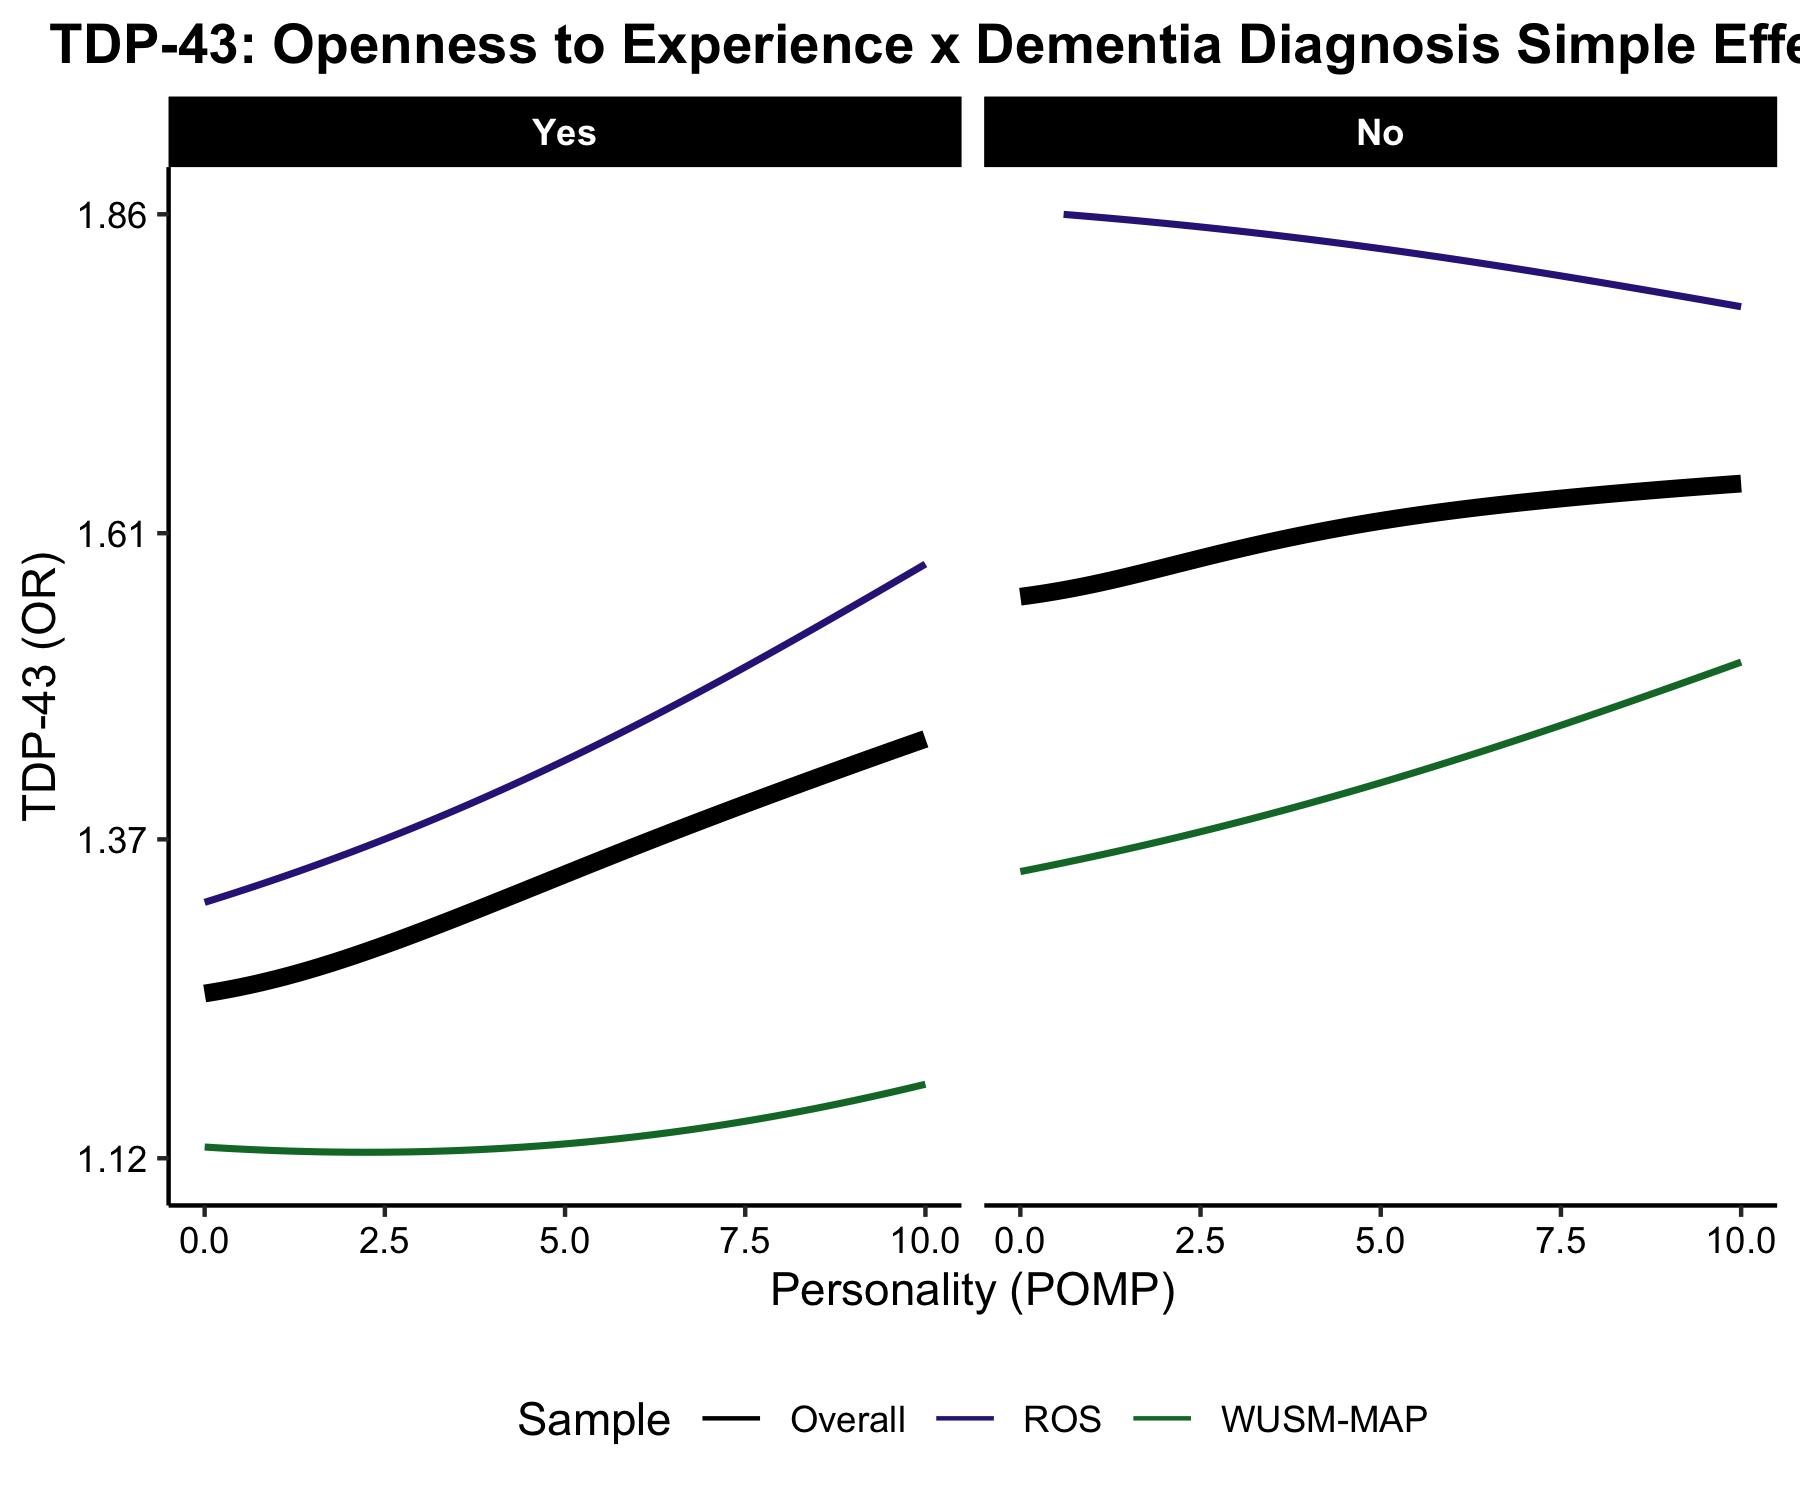 TDP-43: Openness to Experience x Dementia Diagnosis Simple Effe
Yes
No
1.86
1.61
1.37
1.12
TDP-43 (OR)
0.0 2.5 5.0 7.5 10.0
0.0 2.5 5.0 7.5 10.0
Personality (POMP)
Sample Overall ROS WUSM-MAP